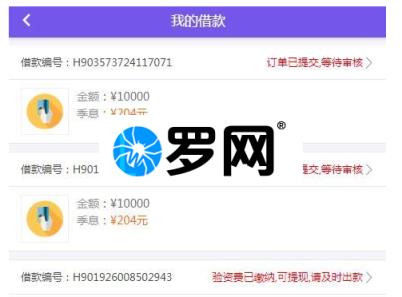 我的借款
借款编号：H903573724117071 订单已提交,等待审核
金额：¥10000
季息：¥204元
罗网®
借款编号：H901 提交,等待审核
金额：¥10000
季息：¥204元
借款编号：H901926008502943 验资费已缴纳,可提现,请及时出款